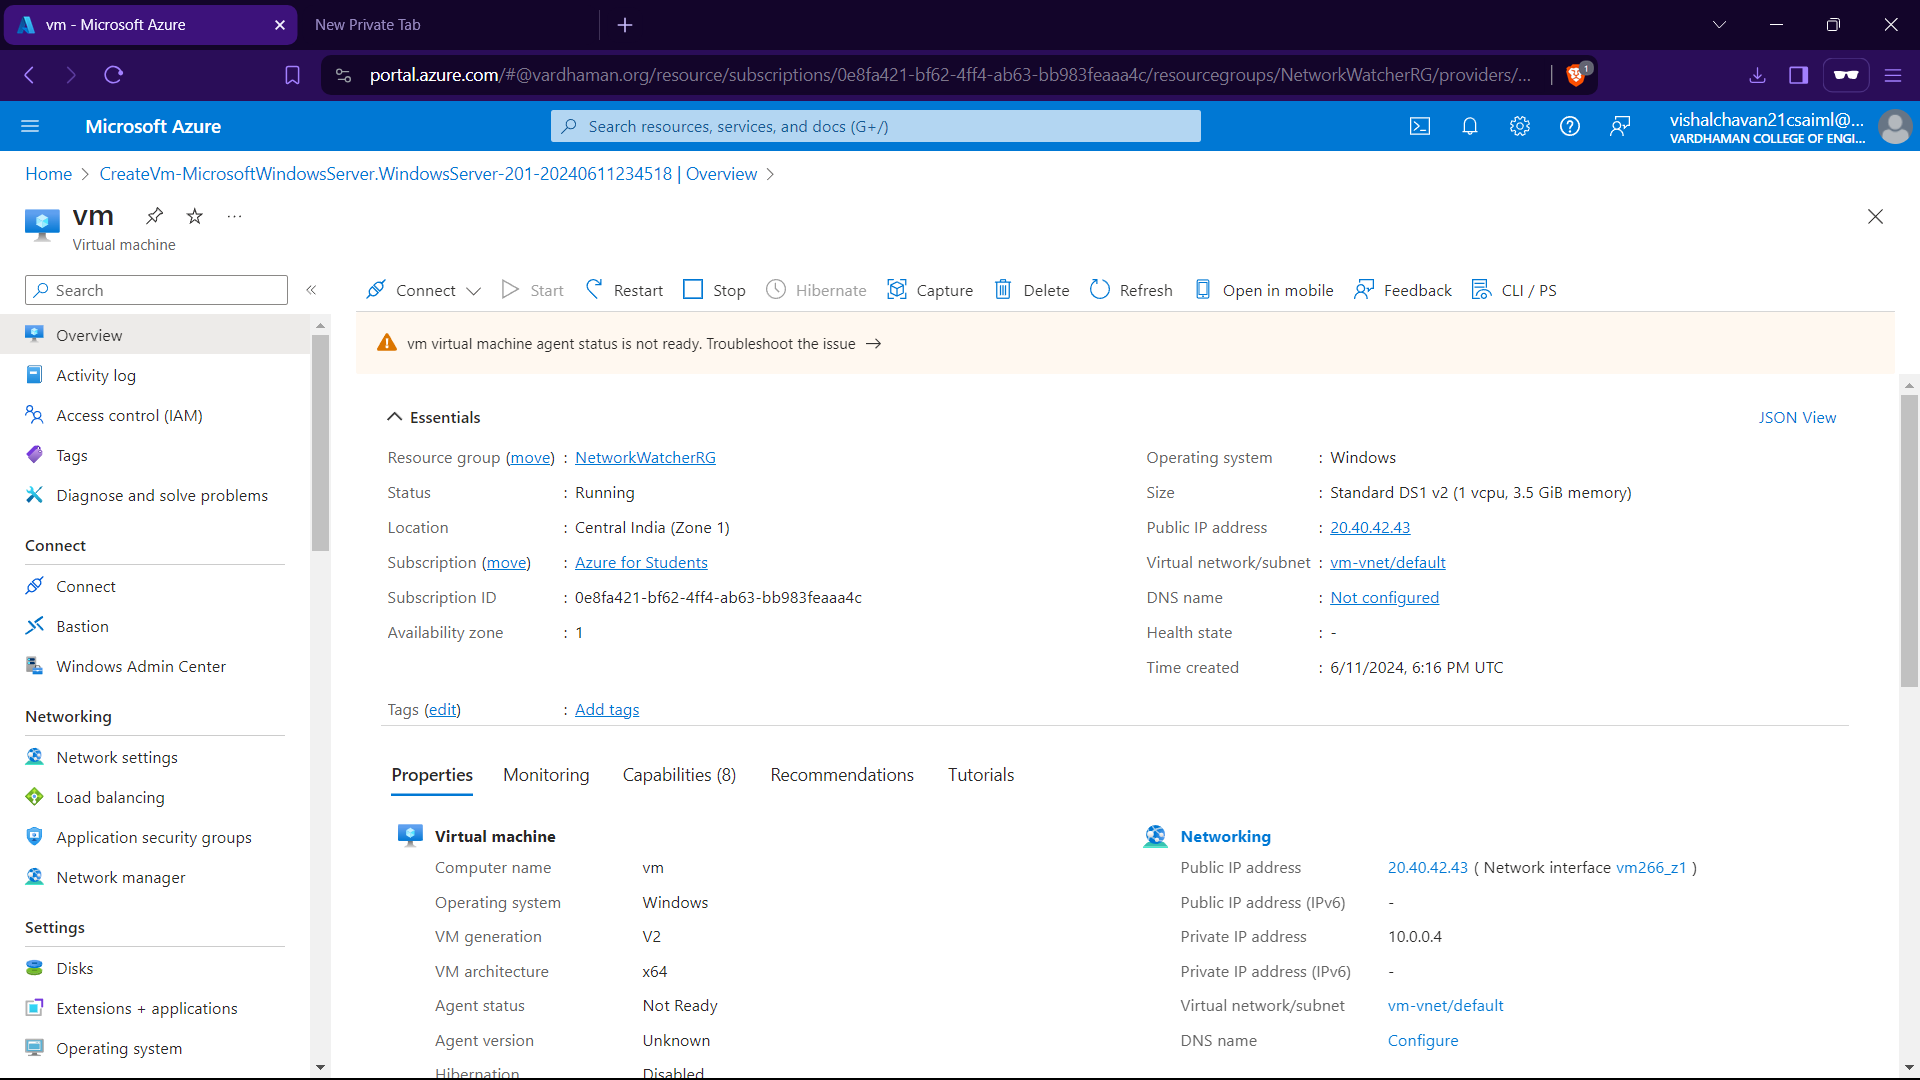 vm - Microsoft Azure
New Private Tab
portal.azure.com/#@vardhaman.org/resource/subscriptions/0e8fa421-bf62-4ff4-ab63-bb983feaaa4c/resourcegroups/NetworkWatcherRG/providers/...
1
Microsoft Azure
Search resources, services, and docs (G+/)
vishalchavan21csaiml@...
VARDHAMAN COLLEGE OF ENGI...
Home > CreateVm-MicrosoftWindowsServer.WindowsServer-201-20240611234518 | Overview >
vm
Virtual machine
Search
Connect
Start
Restart
Stop
Hibernate
Capture
Delete
Refresh
Open in mobile
Feedback
CLI / PS
vm virtual machine agent status is not ready. Troubleshoot the issue →
Overview
Activity log
Access control (IAM)
Tags
Diagnose and solve problems
Connect
Connect
Bastion
Windows Admin Center
Networking
Network settings
Load balancing
Application security groups
Network manager
Settings
Disks
Extensions + applications
Operating system
Essentials
JSON View
Resource group (move) : NetworkWatcherRG
Status : Running
Location : Central India (Zone 1)
Subscription (move) : Azure for Students
Subscription ID : 0e8fa421-bf62-4ff4-ab63-bb983feaaa4c
Availability zone : 1
Operating system : Windows
Size : Standard DS1 v2 (1 vcpu, 3.5 GiB memory)
Public IP address : 20.40.42.43
Virtual network/subnet : vm-vnet/default
DNS name : Not configured
Health state : -
Time created : 6/11/2024, 6:16 PM UTC
Tags (edit) : Add tags
Properties
Monitoring
Capabilities (8)
Recommendations
Tutorials
Virtual machine
Computer name vm
Operating system Windows
VM generation V2
VM architecture x64
Agent status Not Ready
Agent version Unknown
Hibernation Disabled
Networking
Public IP address 20.40.42.43 ( Network interface vm266_z1 )
Public IP address (IPv6) -
Private IP address 10.0.0.4
Private IP address (IPv6) -
Virtual network/subnet vm-vnet/default
DNS name Configure